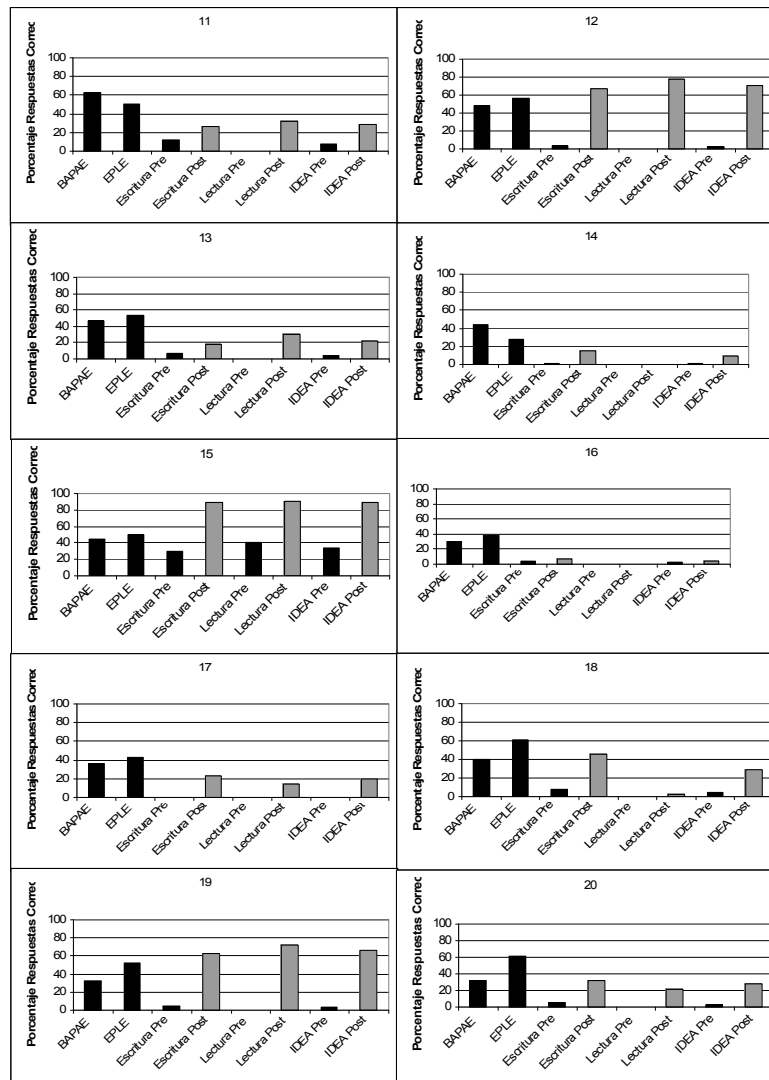 11
Porcentaje Respuestas Correc
100
80
60
40
20
0
BAPAE
EPLE
Escritura Pre
Escritura Post
Lectura Pre
Lectura Post
IDEA Pre
IDEA Post
12
Porcentaje Respuestas Correc
100
80
60
40
20
0
BAPAE
EPLE
Escritura Pre
Escritura Post
Lectura Pre
Lectura Post
IDEA Pre
IDEA Post
13
Porcentaje Respuestas Correc
100
80
60
40
20
0
BAPAE
EPLE
Escritura Pre
Escritura Post
Lectura Pre
Lectura Post
IDEA Pre
IDEA Post
14
Porcentaje Respuestas Correc
100
80
60
40
20
0
BAPAE
EPLE
Escritura Pre
Escritura Post
Lectura Pre
Lectura Post
IDEA Pre
IDEA Post
15
Porcentaje Respuestas Correc
100
80
60
40
20
0
BAPAE
EPLE
Escritura Pre
Escritura Post
Lectura Pre
Lectura Post
IDEA Pre
IDEA Post
16
Porcentaje Respuestas Correc
100
80
60
40
20
0
BAPAE
EPLE
Escritura Pre
Escritura Post
Lectura Pre
Lectura Post
IDEA Pre
IDEA Post
17
Porcentaje Respuestas Correc
100
80
60
40
20
0
BAPAE
EPLE
Escritura Pre
Escritura Post
Lectura Pre
Lectura Post
IDEA Pre
IDEA Post
18
Porcentaje Respuestas Correc
100
80
60
40
20
0
BAPAE
EPLE
Escritura Pre
Escritura Post
Lectura Pre
Lectura Post
IDEA Pre
IDEA Post
19
Porcentaje Respuestas Correc
100
80
60
40
20
0
BAPAE
EPLE
Escritura Pre
Escritura Post
Lectura Pre
Lectura Post
IDEA Pre
IDEA Post
20
Porcentaje Respuestas Correc
100
80
60
40
20
0
BAPAE
EPLE
Escritura Pre
Escritura Post
Lectura Pre
Lectura Post
IDEA Pre
IDEA Post